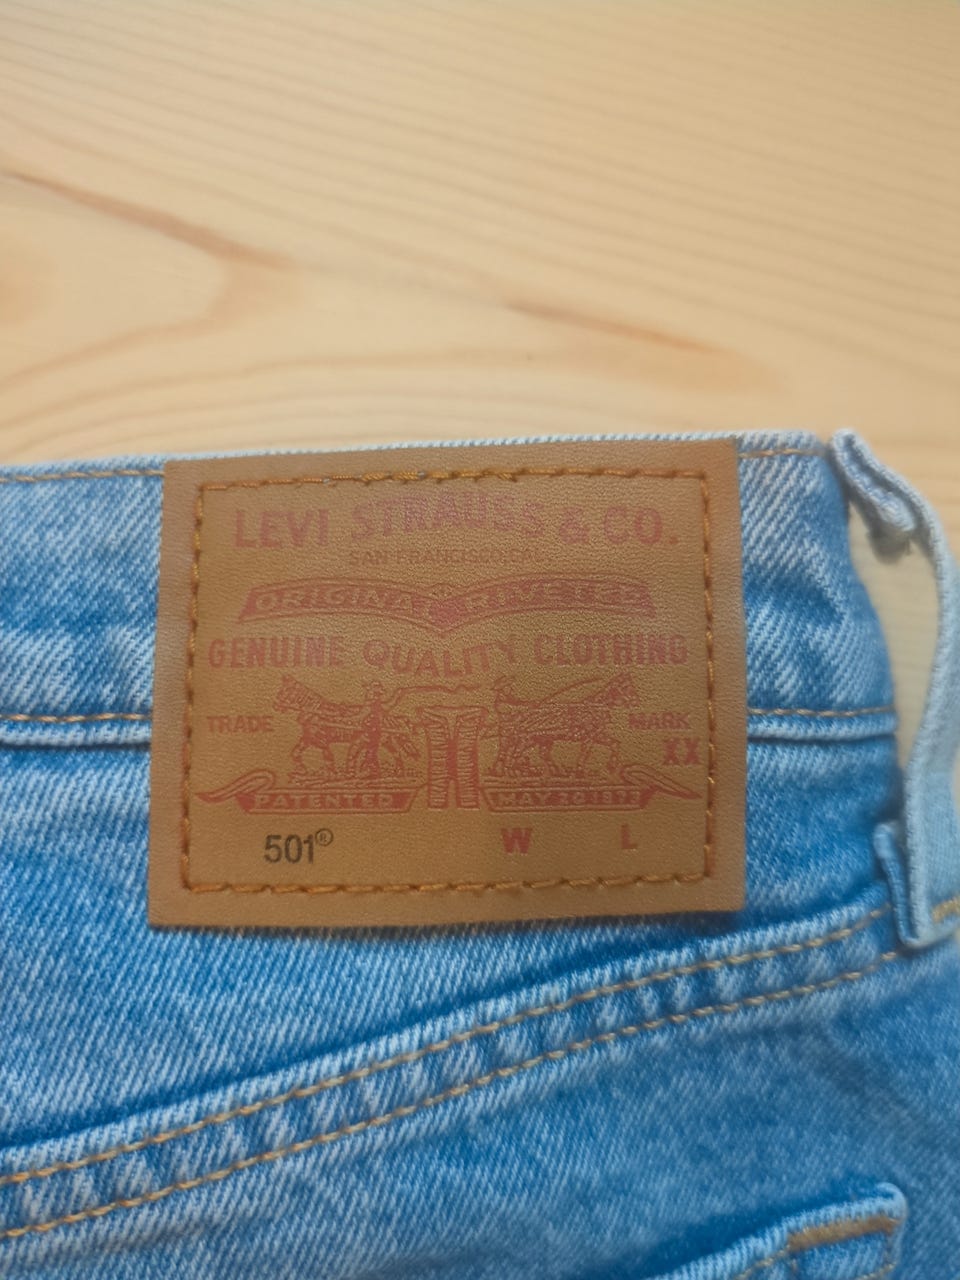 LEVI STRAUSS & CO.
SAN FRANCISCO, CAL.
ORIGINAL RIVETED
GENUINE QUALITY CLOTHING
TRADE MARK
XX
PATENTED MAY 20 1873
501® W L